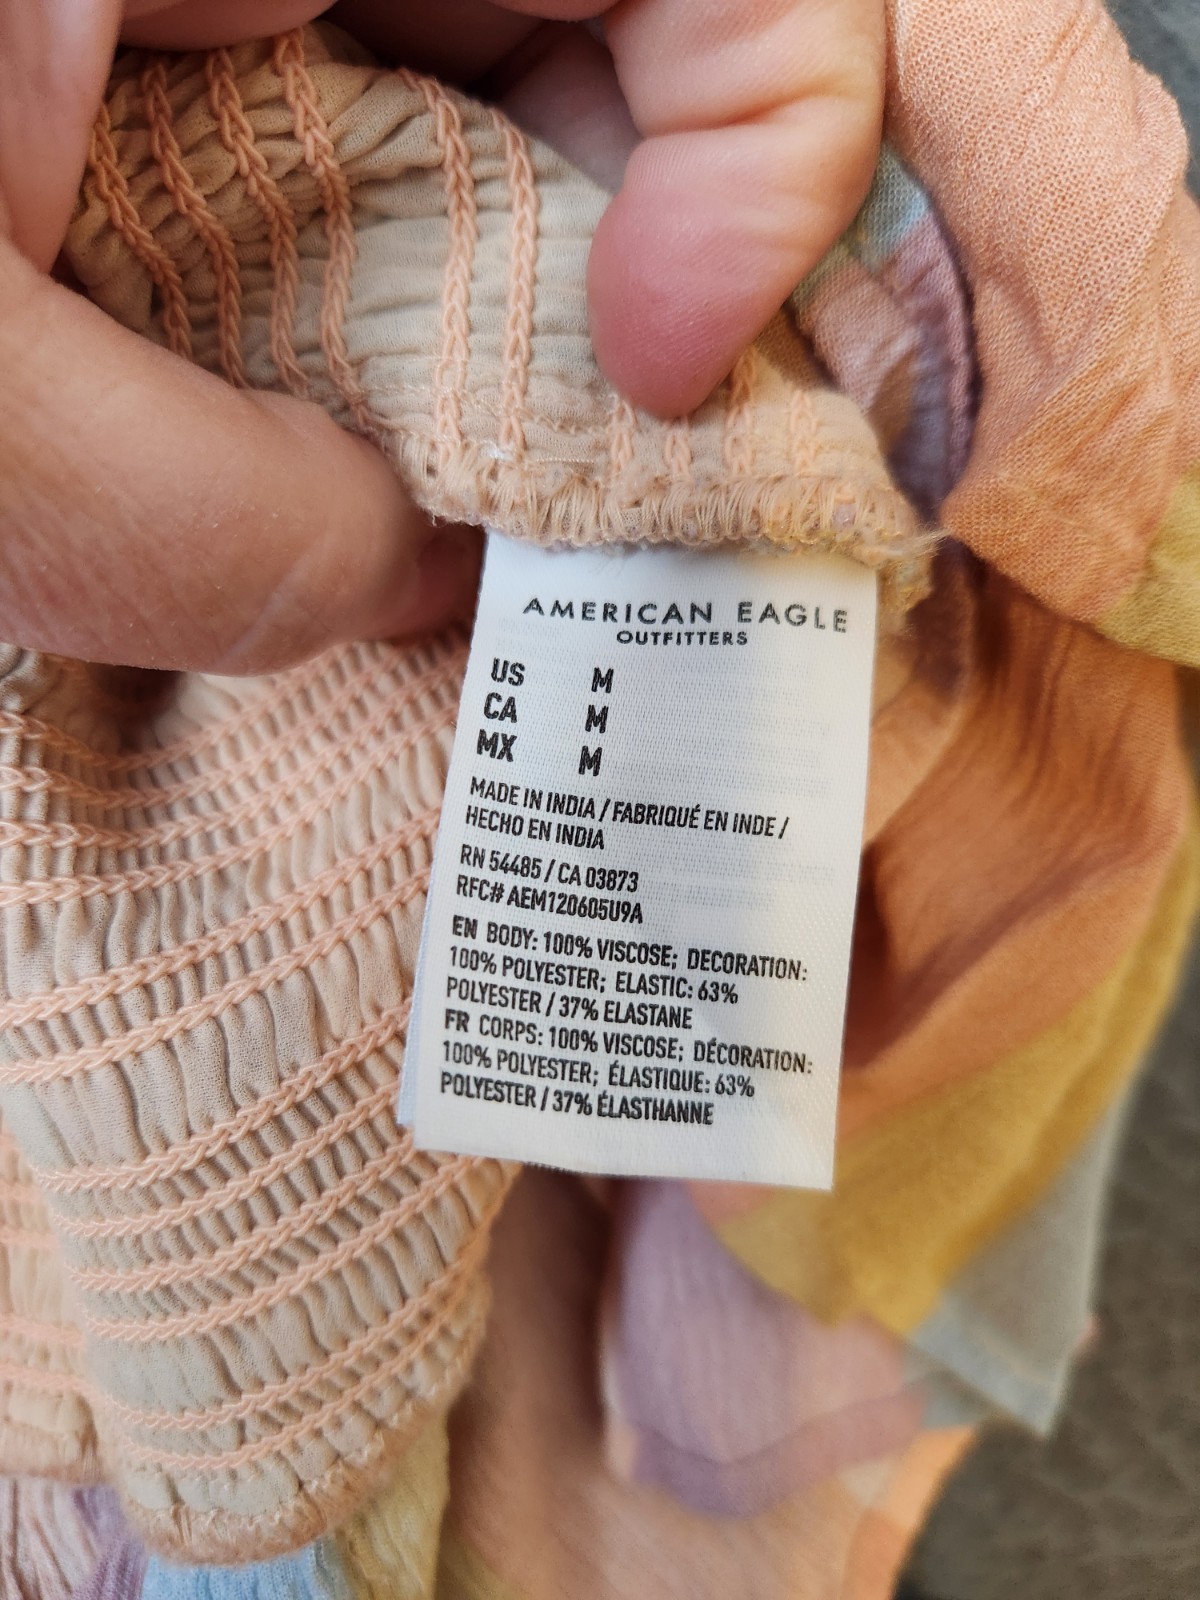 AMERICAN EAGLE
OUTFITTERS
US M
CA M
MX M
MADE IN INDIA / FABRIQUÉ EN INDE /
HECHO EN INDIA
RN 54485 / CA 03873
RFC# AEM120605U9A
EN BODY: 100% VISCOSE; DECORATION:
100% POLYESTER; ELASTIC: 63%
POLYESTER / 37% ELASTANE
FR CORPS: 100% VISCOSE; DÉCORATION:
100% POLYESTER; ÉLASTIQUE: 63%
POLYESTER / 37% ÉLASTHANNE